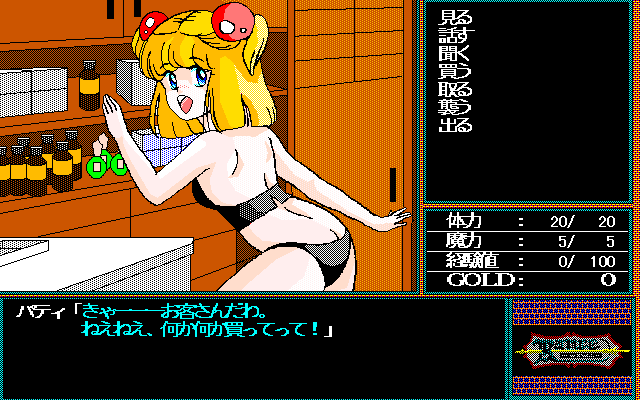 見る
話す
聞く
買う
取る
襲う
出る
体力 : 20/ 20
魔力 : 5/ 5
経験値 : 0/ 100
GOLD: 0
パティ「きゃー──お客さんだわ。
ねえねえ、何か何か買ってって!」